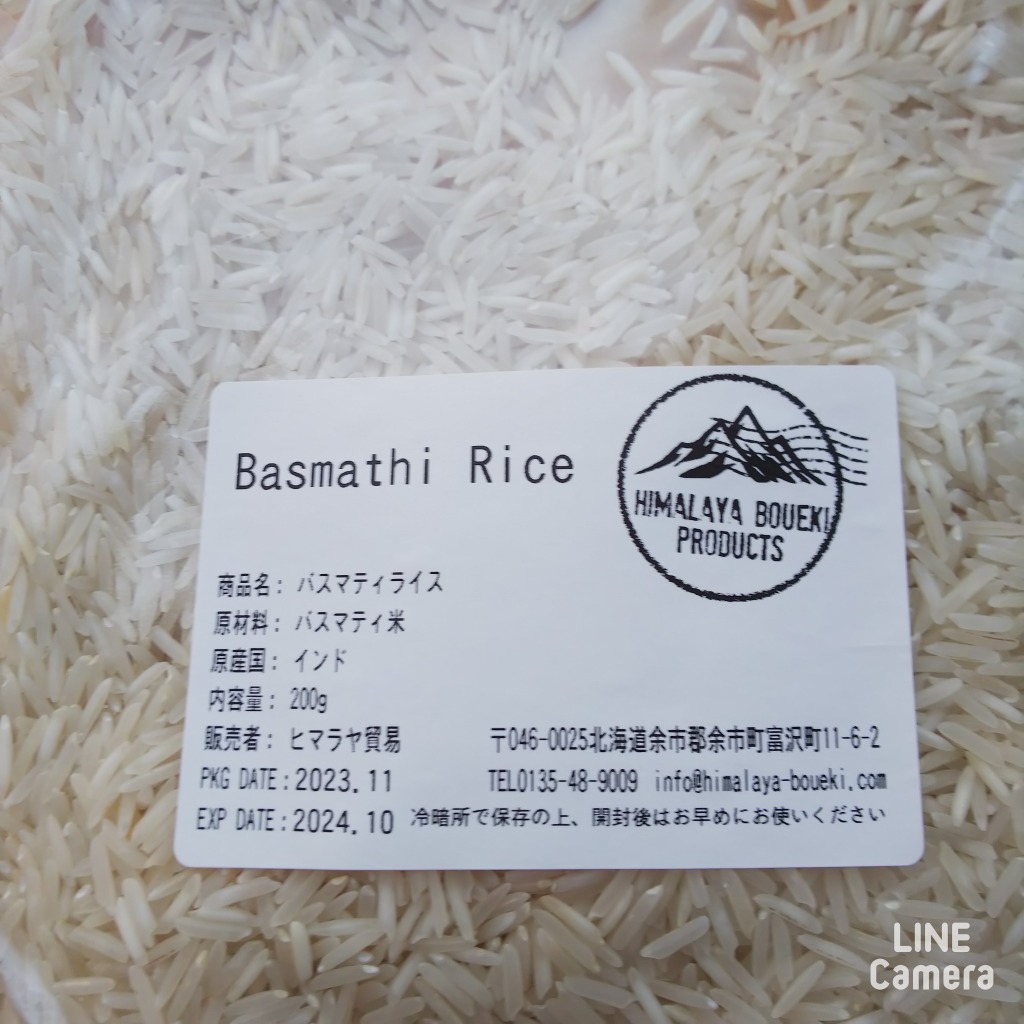 Basmathi Rice
HIMALAYA BOUEKI
PRODUCTS
商品名: バスマティライス
原材料: バスマティ米
原産国: インド
内容量: 200g
販売者: ヒマラヤ貿易 〒046-0025北海道余市郡余市町富沢町11-6-2
PKG DATE:2023.11 TEL0135-48-9009 info@himalaya-boueki.com
EXP DATE:2024.10 冷暗所で保存の上、開封後はお早めにお使いください
LINE
Camera